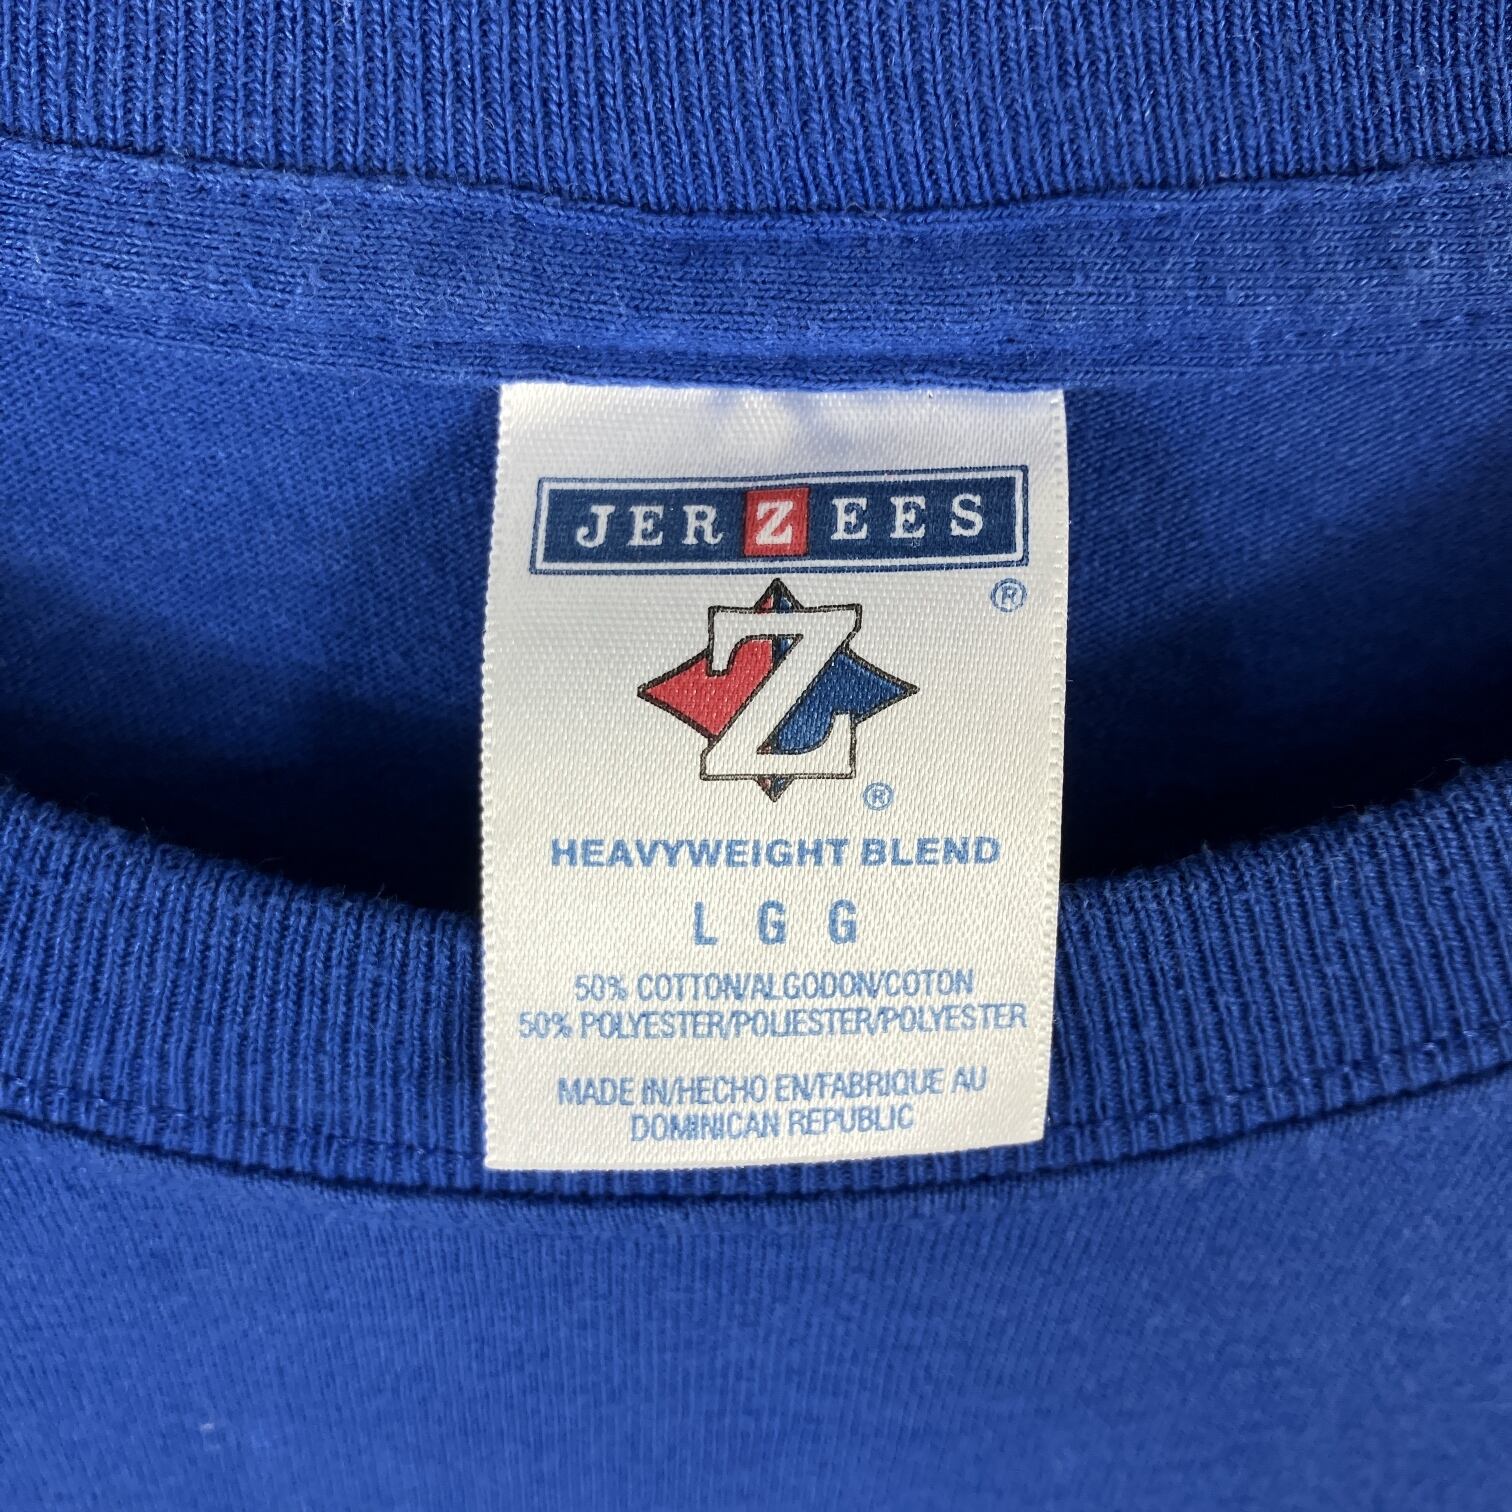 JERZEES
®
Z
®
HEAVYWEIGHT BLEND
L G G
50% COTTON/ALGODON/COTON
50% POLYESTER/POLIESTER/POLYESTER
MADE IN/HECHO EN/FABRIQUE AU
DOMINICAN REPUBLIC